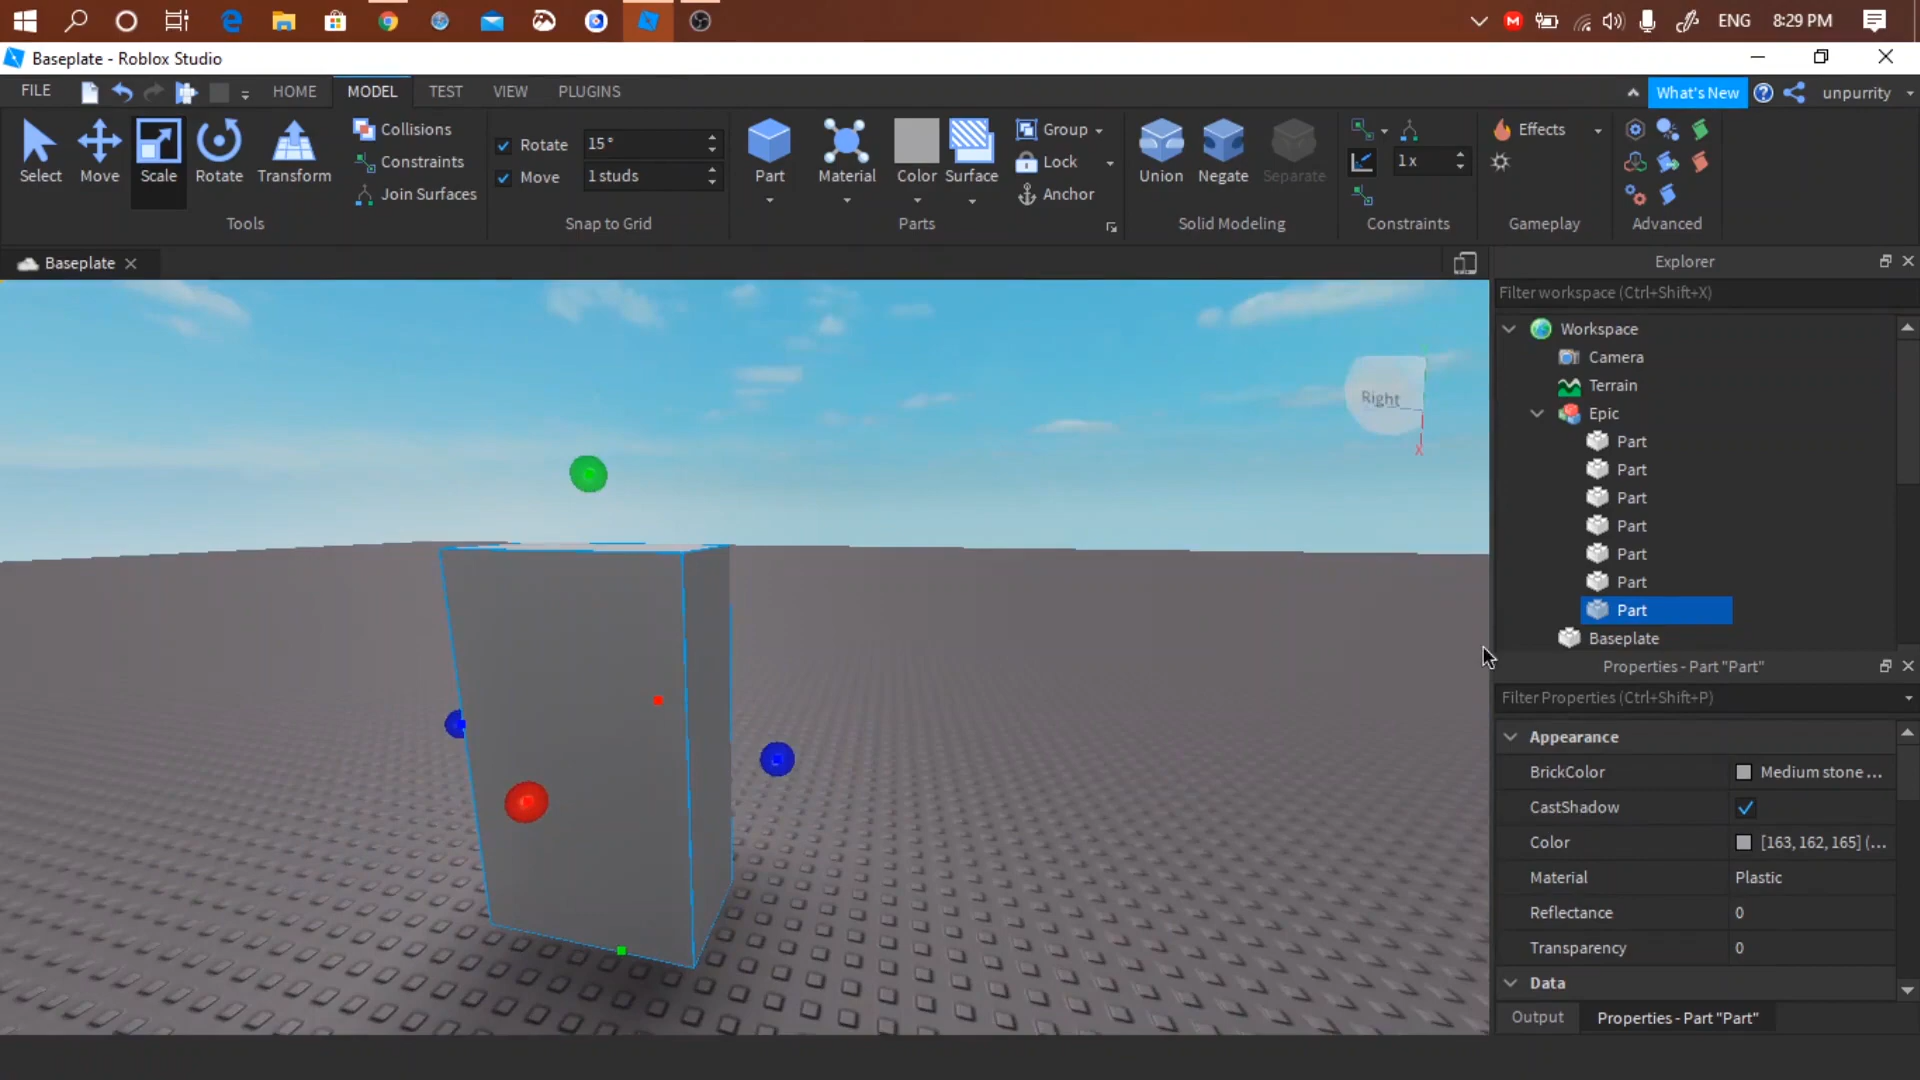 ENG 8:29 PM
Baseplate - Roblox Studio
FILE HOME MODEL TEST VIEW PLUGINS What's New unpurrity
Select Move Scale Rotate Transform
Collisions
Constraints
Join Surfaces
Tools
Rotate 15°
Move 1 studs
Snap to Grid
Part Material Color Surface
Group
Lock
Anchor
Parts
Union Negate Separate
Solid Modeling
1 x
Constraints
Effects
Gameplay
Advanced
Baseplate
Right
X
Explorer
Filter workspace (Ctrl+Shift+X)
Workspace
Camera
Terrain
Epic
Part
Part
Part
Part
Part
Part
Part
Baseplate
Properties - Part "Part"
Filter Properties (Ctrl+Shift+P)
Appearance
BrickColor Medium stone ...
CastShadow
Color [163, 162, 165] (...
Material Plastic
Reflectance 0
Transparency 0
Data
Output Properties - Part "Part"